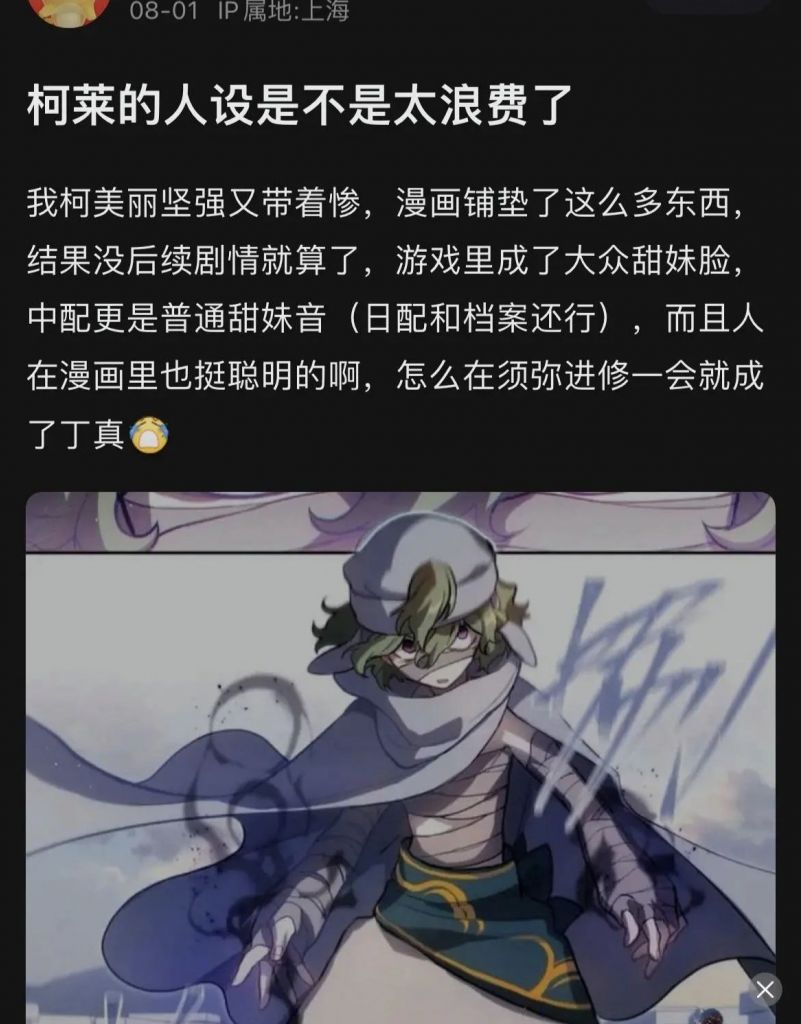 08-01 IP属地:上海
柯莱的人设是不是太浪费了
我柯美丽坚强又带着惨，漫画铺垫了这么多东西，
结果没后续剧情就算了，游戏里成了大众甜妹脸，
中配更是普通甜妹音（日配和档案还行），而且人
在漫画里也挺聪明的啊，怎么在须弥进修一会就成
了丁真😭